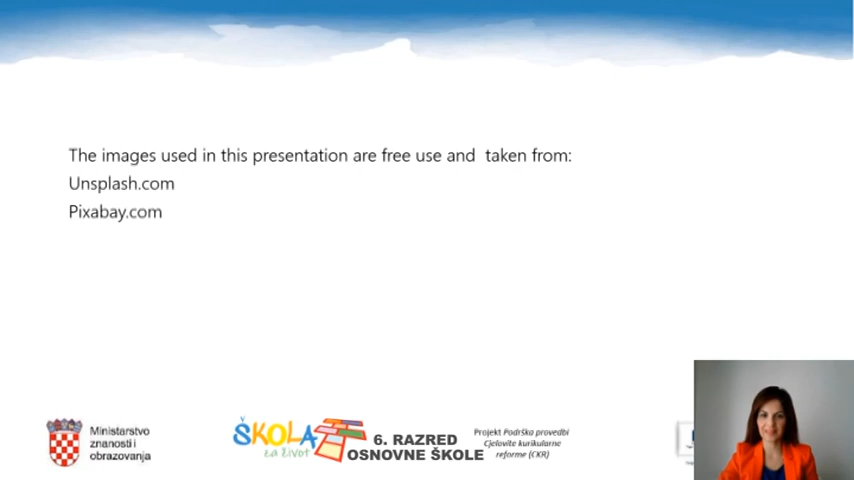 The images used in this presentation are free use and taken from:
Unsplash.com
Pixabay.com
Ministarstvo
znanosti i
obrazovanja
ŠKOLA
za život
6. RAZRED
OSNOVNE ŠKOLE
Projekt Podrška provedbi
Cjelovite kurikularne
reforme (CKR)